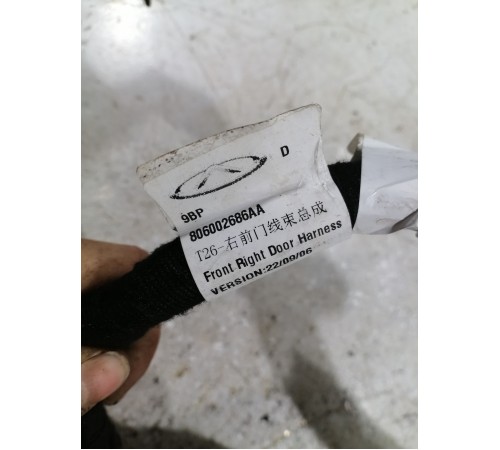 D
9BP
806002686AA
T26-右前门线束总成
Front Right Door Harness
VERSION:22/09/06